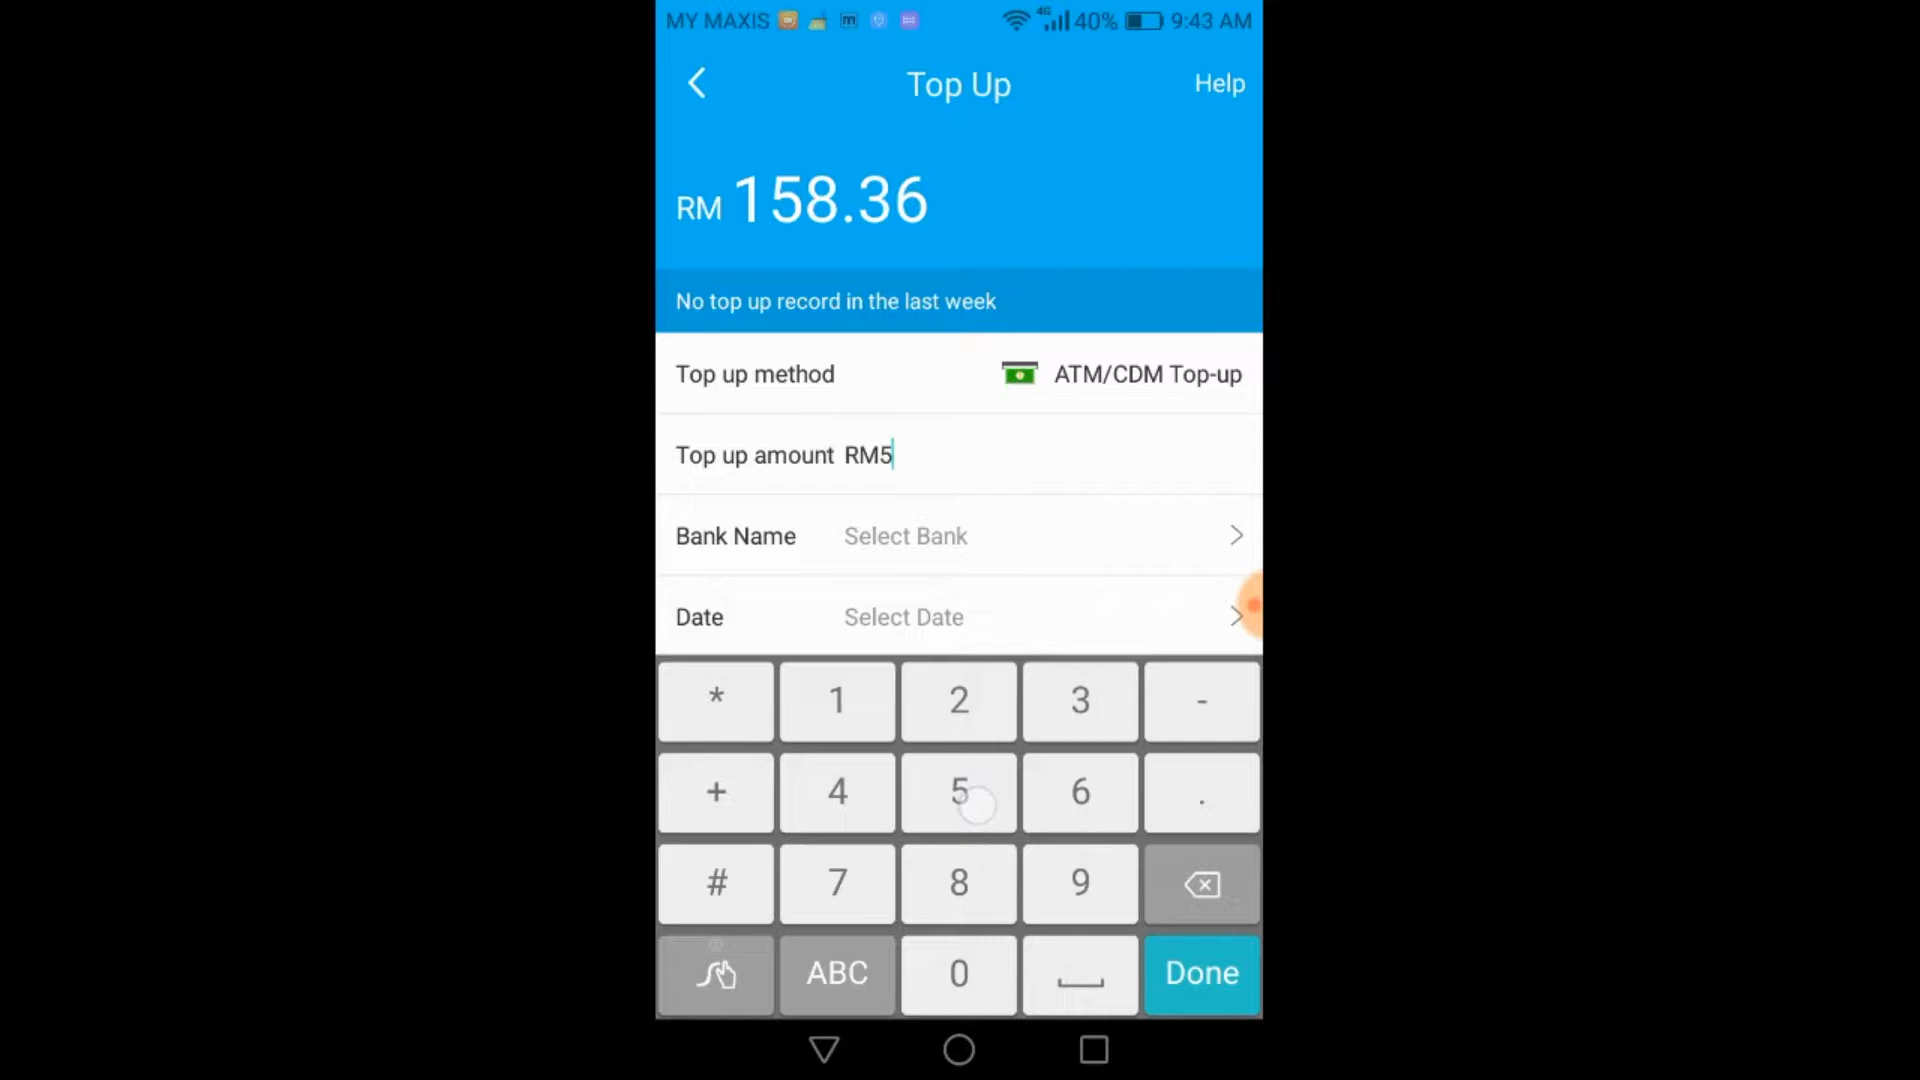 MY MAXIS 4G 40% 9:43 AM
Top Up Help
RM 158.36
No top up record in the last week
Top up method ATM/CDM Top-up
Top up amount RM5
Bank Name Select Bank
Date Select Date
* 1 2 3 -
+ 4 5 6 .
# 7 8 9
ABC 0 Done